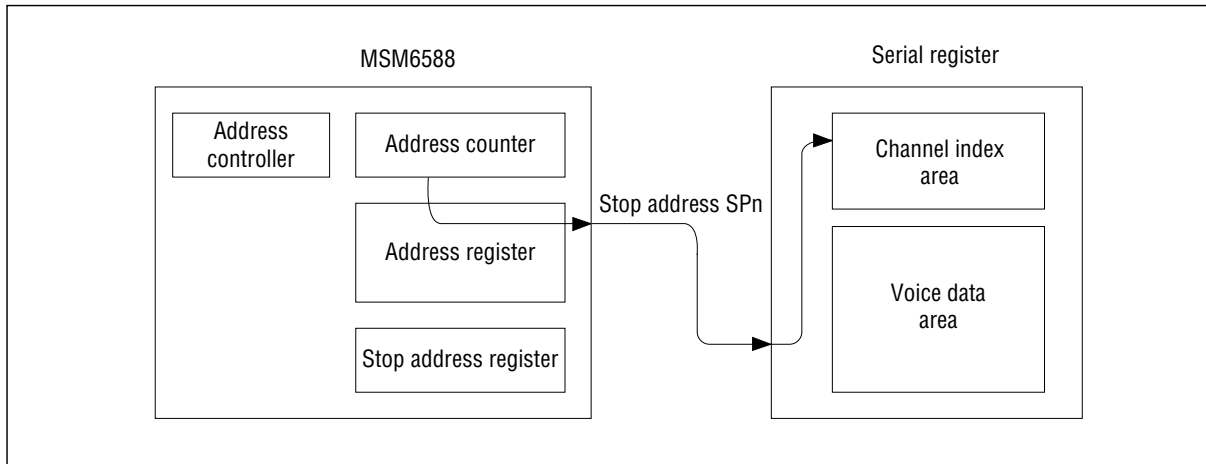 MSM6588
Serial register
Address
controller
Address counter
Address register
Stop address register
Stop address SPn
Channel index
area
Voice data
area